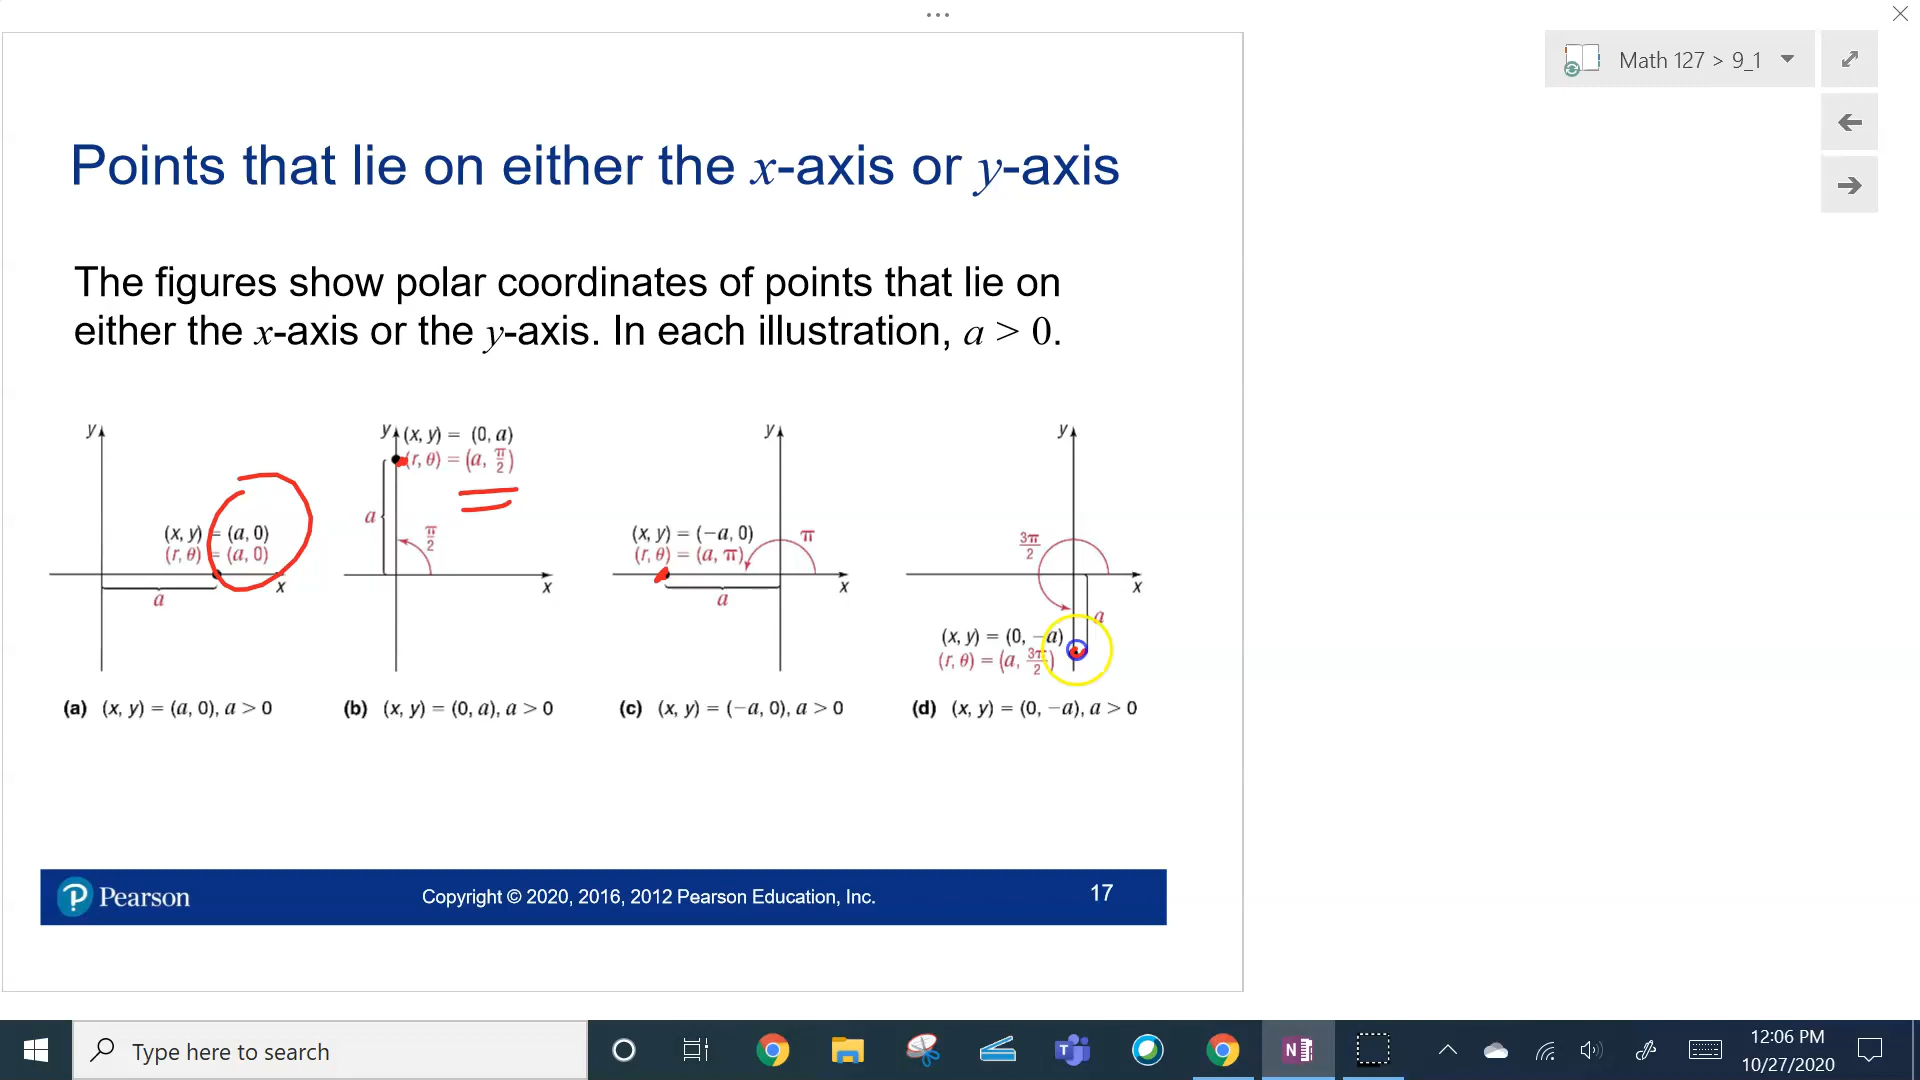 Math 127 > 9_1
Points that lie on either the x-axis or y-axis
The figures show polar coordinates of points that lie on
either the x-axis or the y-axis. In each illustration, a > 0.
y
(x, y) = (a, 0)
(r, θ) = (a, 0)
x
a
(a) (x, y) = (a, 0), a > 0
y
(x, y) = (0, a)
(r, θ) = (a, π/2)
a
π/2
x
(b) (x, y) = (0, a), a > 0
y
(x, y) = (−a, 0)
(r, θ) = (a, π)
π
x
a
(c) (x, y) = (−a, 0), a > 0
y
3π/2
x
a
(x, y) = (0, −a)
(r, θ) = (a, 3π/2)
(d) (x, y) = (0, −a), a > 0
Pearson
Copyright © 2020, 2016, 2012 Pearson Education, Inc.
17
Type here to search
12:06 PM
10/27/2020